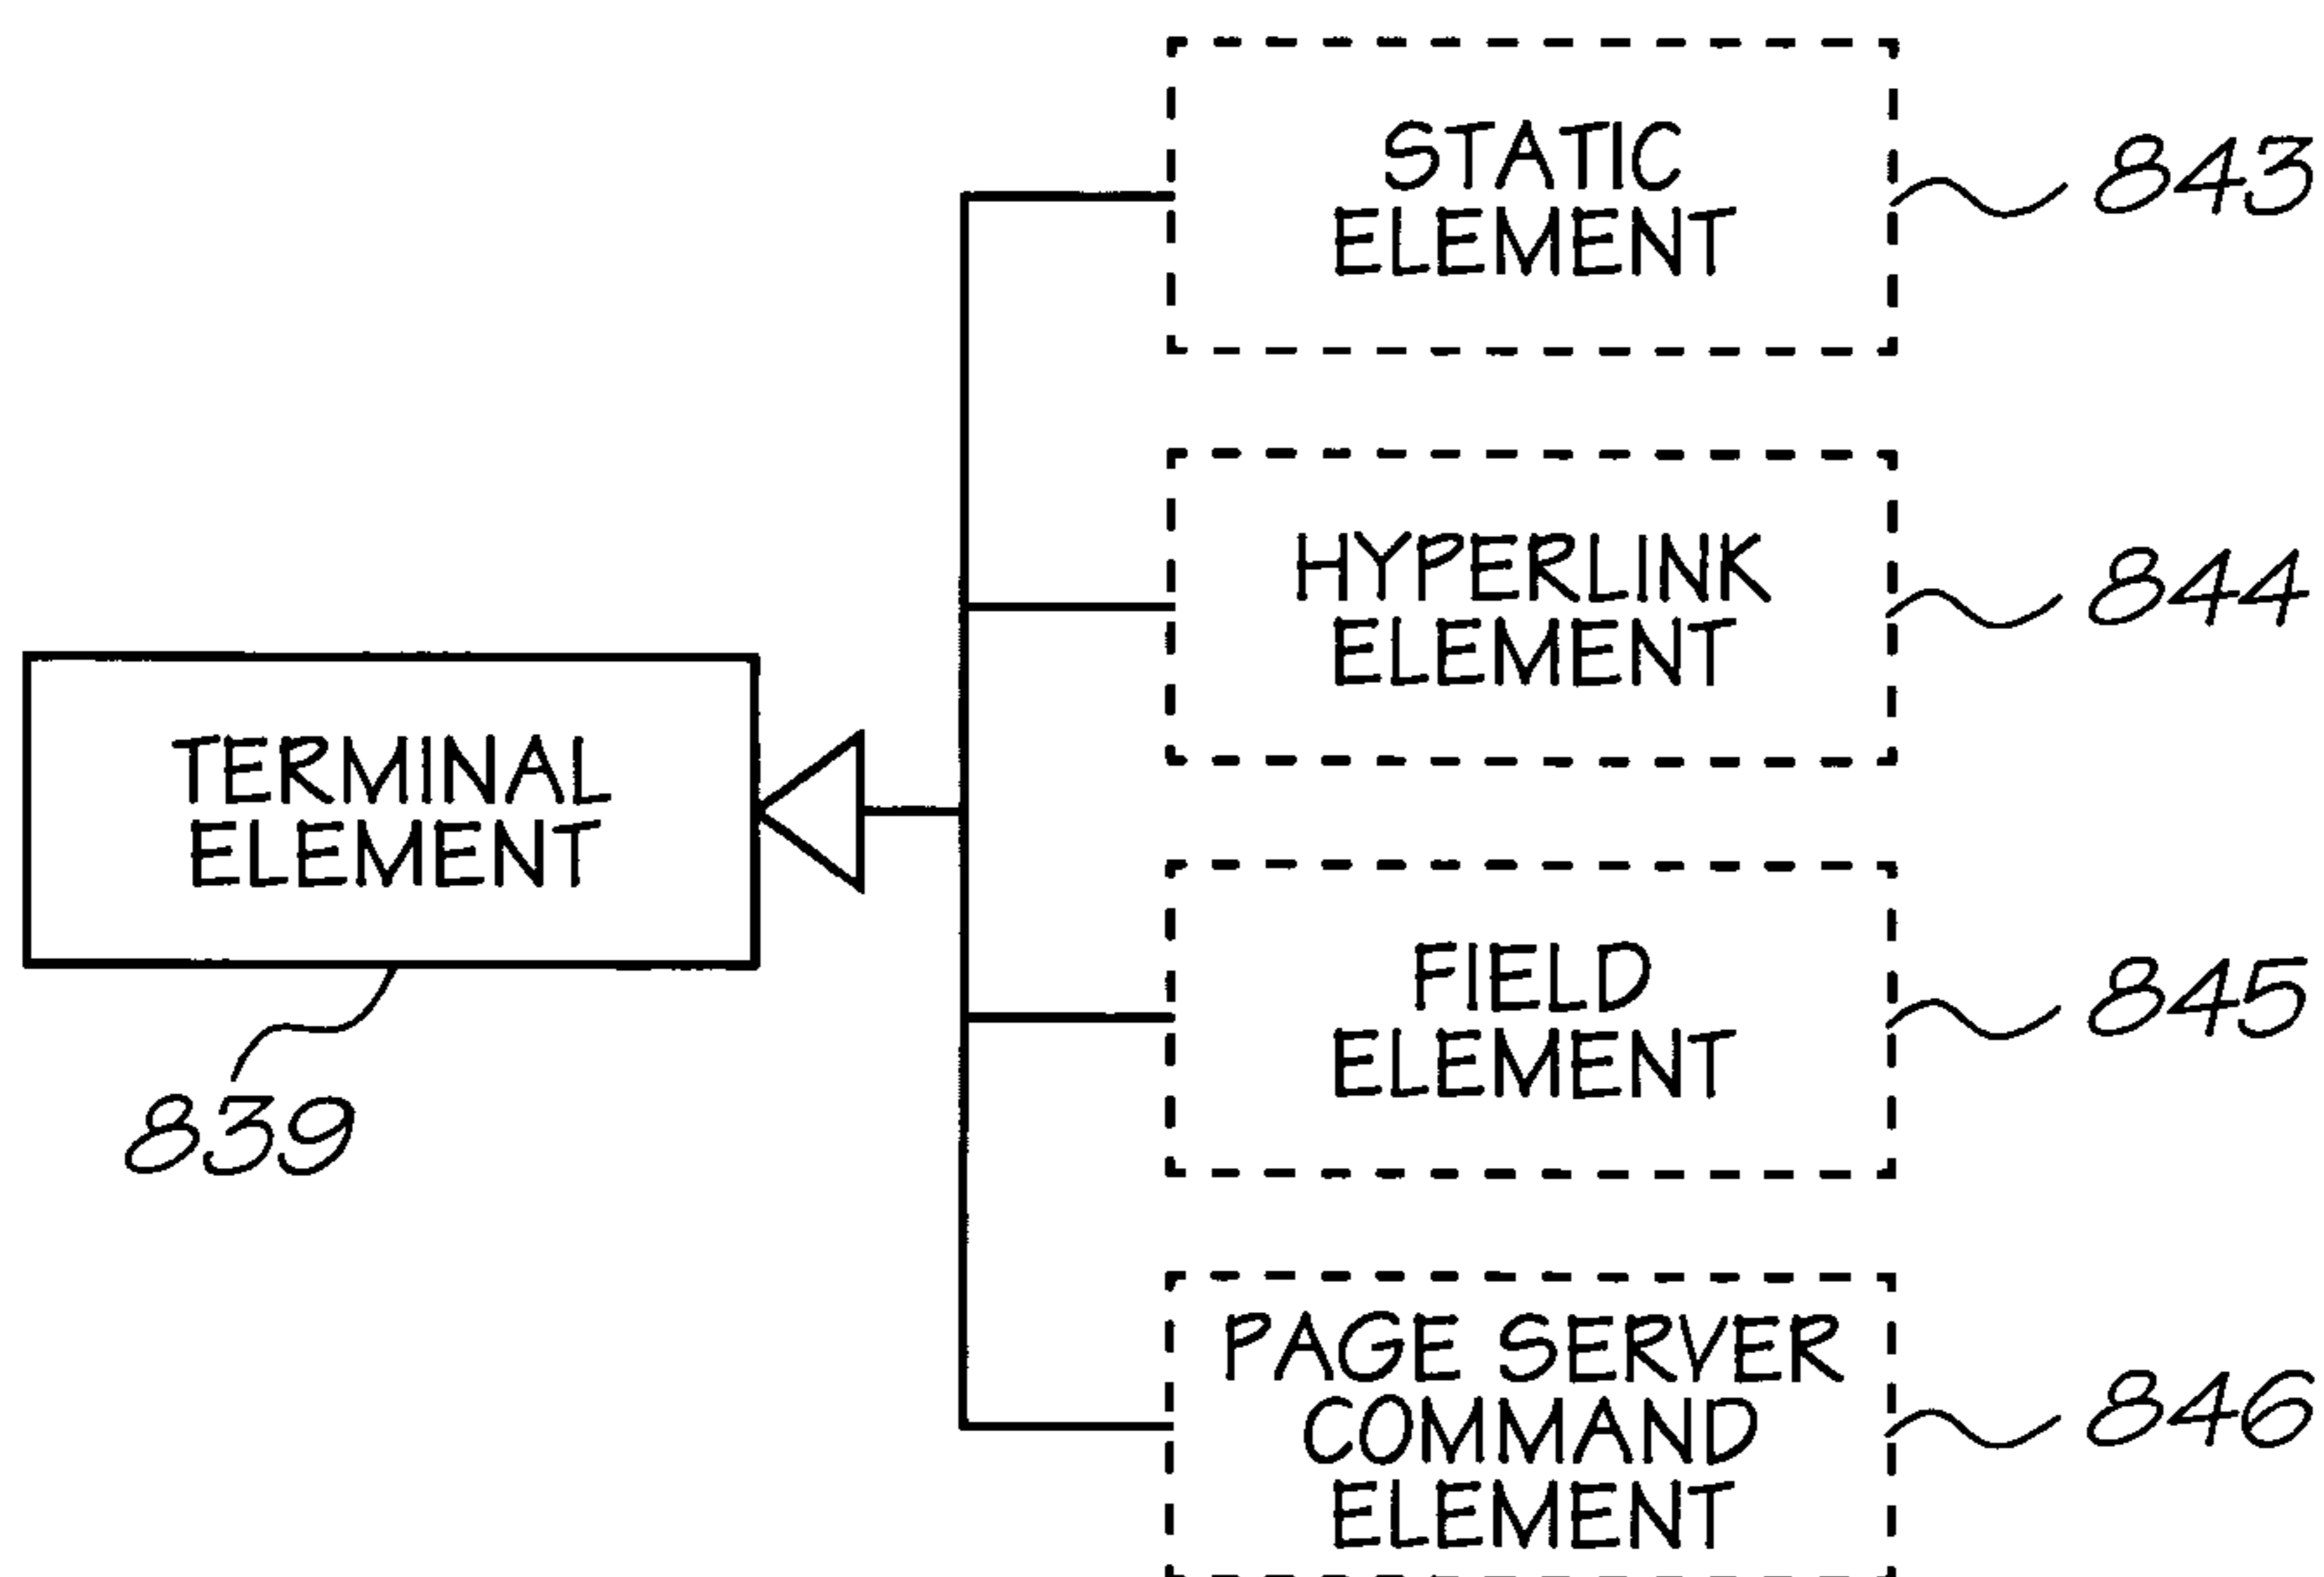 STATIC
ELEMENT
843
HYPERLINK
ELEMENT
844
TERMINAL
ELEMENT
839
FIELD
ELEMENT
845
PAGE SERVER
COMMAND
ELEMENT
846